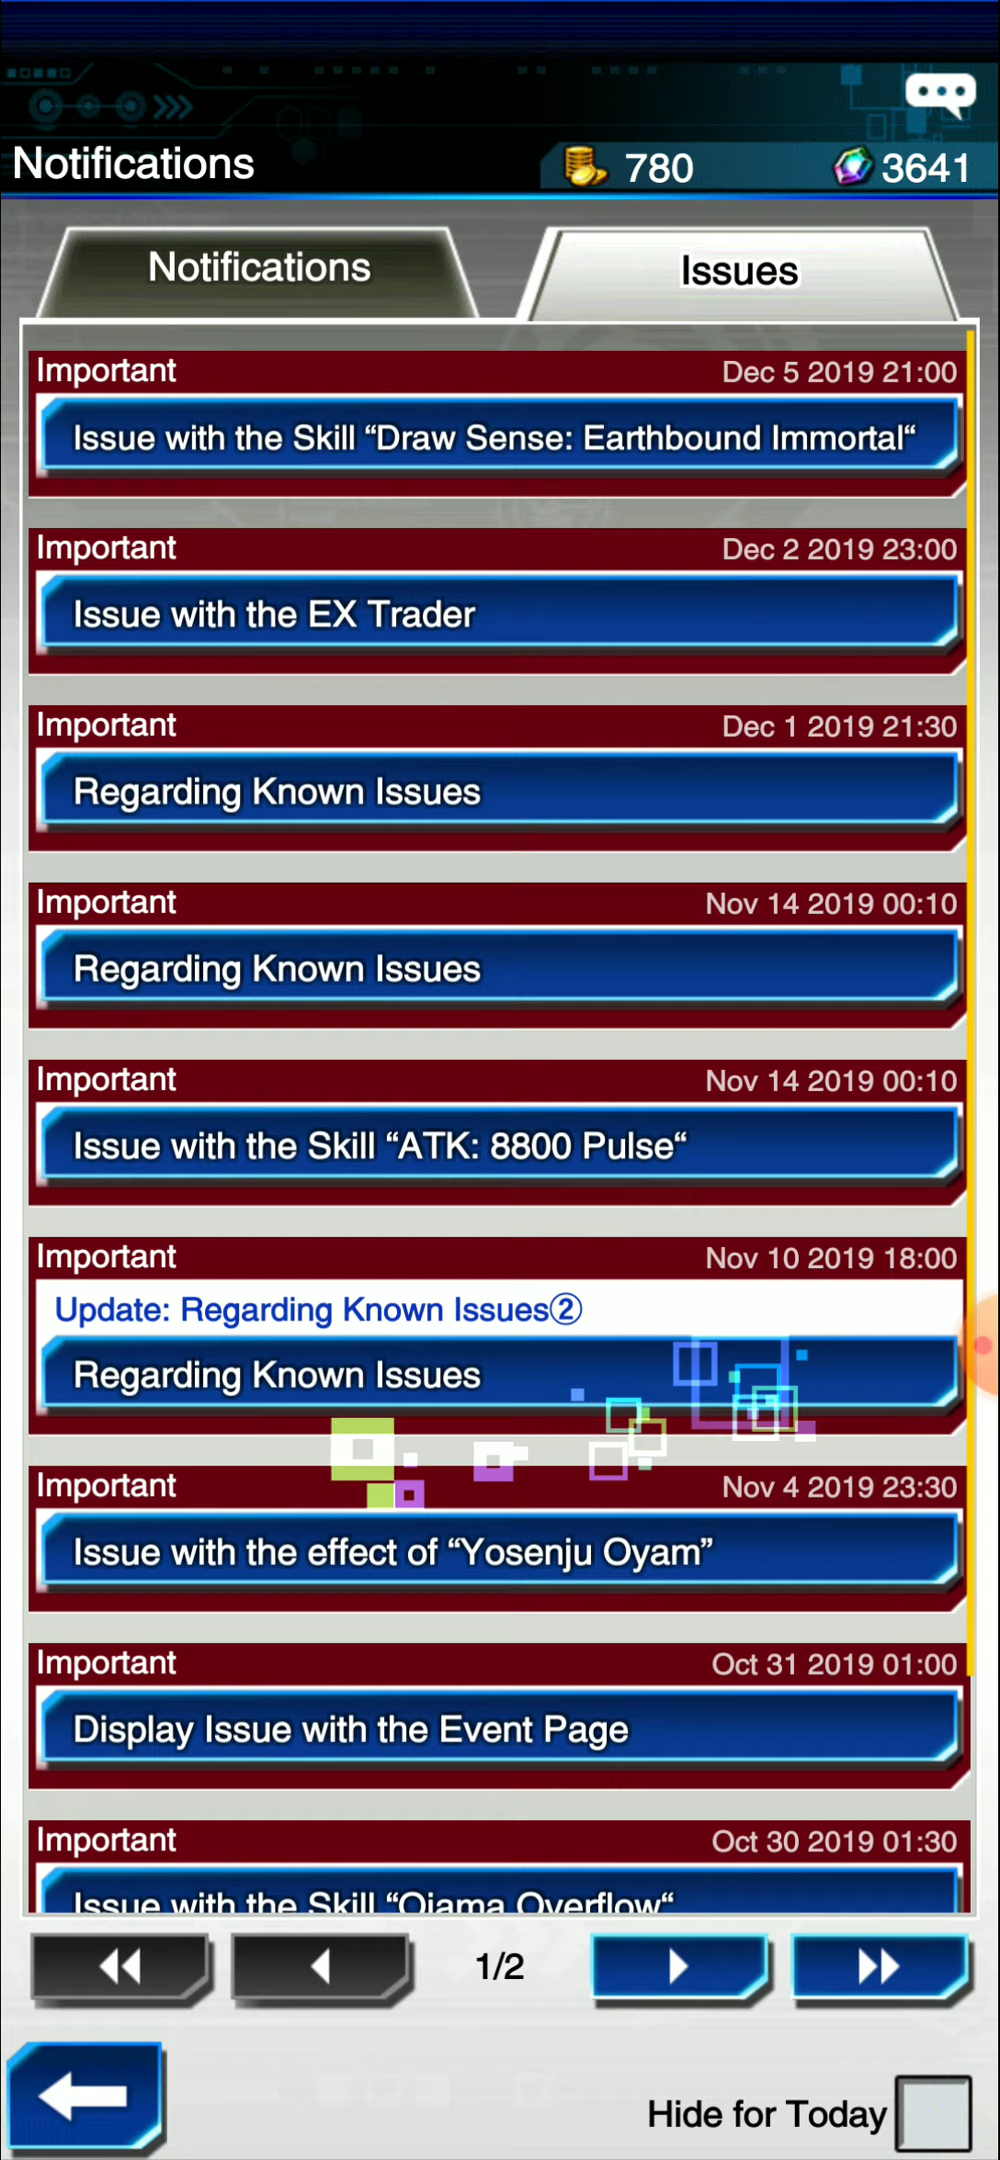 Notifications
780
3641
Notifications
Issues
Important
Dec 5 2019 21:00
Issue with the Skill “Draw Sense: Earthbound Immortal“
Important
Dec 2 2019 23:00
Issue with the EX Trader
Important
Dec 1 2019 21:30
Regarding Known Issues
Important
Nov 14 2019 00:10
Regarding Known Issues
Important
Nov 14 2019 00:10
Issue with the Skill “ATK: 8800 Pulse“
Important
Nov 10 2019 18:00
Update: Regarding Known Issues②
Regarding Known Issues
Important
Nov 4 2019 23:30
Issue with the effect of “Yosenju Oyam”
Important
Oct 31 2019 01:00
Display Issue with the Event Page
Important
Oct 30 2019 01:30
Issue with the Skill “Ojama Overflow“
1/2
Hide for Today